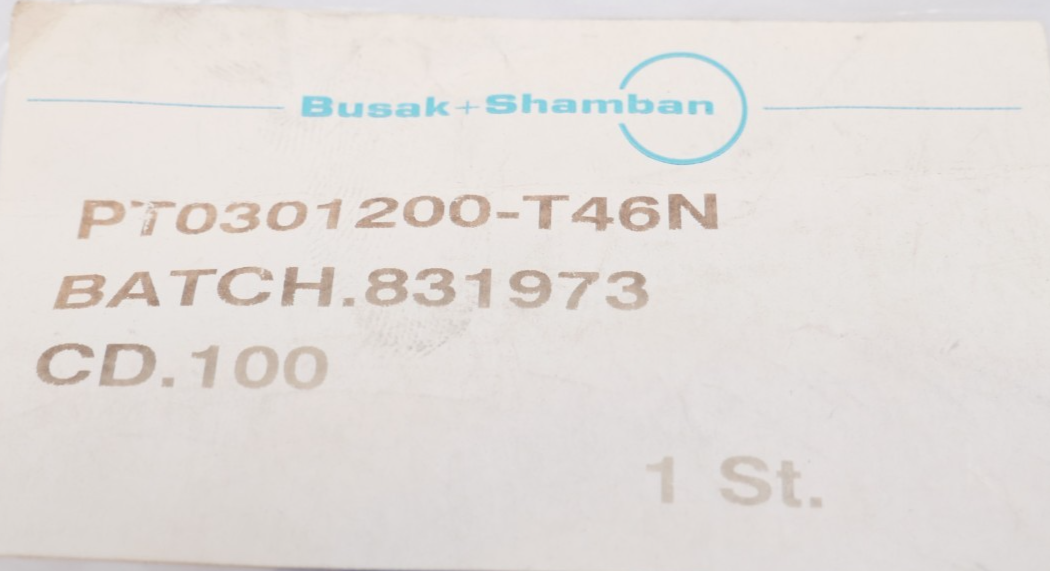 Busak+Shamban
PT0301200-T46N
BATCH.831973
CD.100
1 St.